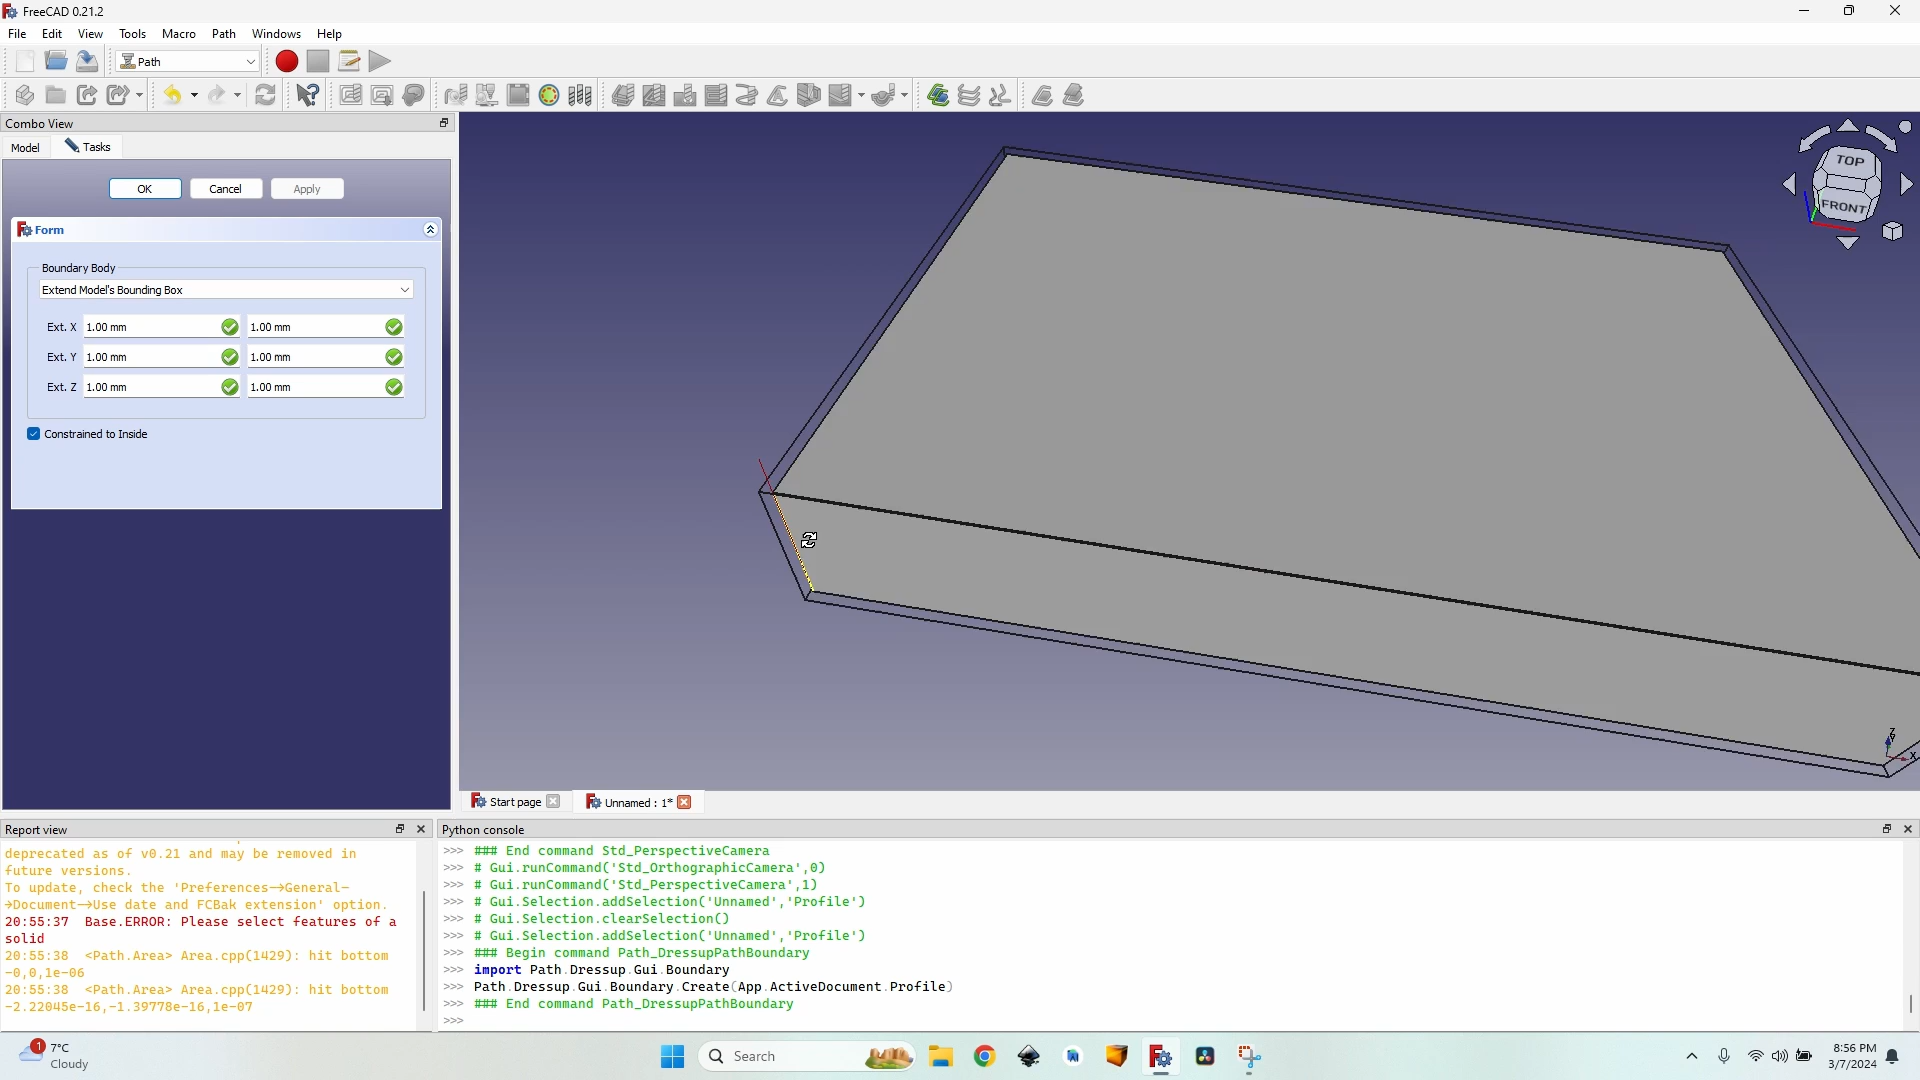 FreeCAD 0.21.2
File Edit View Tools Macro Path Windows Help
Path
Combo View
Model Tasks
OK Cancel Apply
Form
Boundary Body
Extend Model's Bounding Box
Ext. X 1.00 mm 1.00 mm
Ext. Y 1.00 mm 1.00 mm
Ext. Z 1.00 mm 1.00 mm
Constrained to Inside
TOP
FRONT
Z
X
Start page Unnamed : 1*
Report view
deprecated as of v0.21 and may be removed in
future versions.
To update, check the 'Preferences->General-
->Document->Use date and FCBak extension' option.
20:55:37 Base.ERROR: Please select features of a
solid
20:55:38 <Path.Area> Area.cpp(1429): hit bottom
-0,0,1e-06
20:55:38 <Path.Area> Area.cpp(1429): hit bottom
-2.22045e-16,-1.39778e-16,1e-07
Python console
>>> ### End command Std_PerspectiveCamera
>>> # Gui.runCommand('Std_OrthographicCamera',0)
>>> # Gui.runCommand('Std_PerspectiveCamera',1)
>>> # Gui.Selection.addSelection('Unnamed','Profile')
>>> # Gui.Selection.clearSelection()
>>> # Gui.Selection.addSelection('Unnamed','Profile')
>>> ### Begin command Path_DressupPathBoundary
>>> import Path.Dressup.Gui.Boundary
>>> Path.Dressup.Gui.Boundary.Create(App.ActiveDocument.Profile)
>>> ### End command Path_DressupPathBoundary
>>>
1
7°C
Cloudy
Search
8:56 PM
3/7/2024